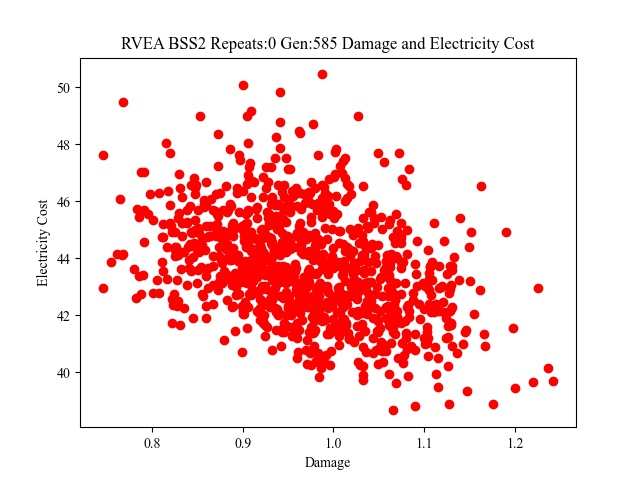 RVEA BSS2 Repeats:0 Gen:585 Damage and Electricity Cost
50
48
46
44
42
40
Electricity Cost
0.8 0.9 1.0 1.1 1.2
Damage